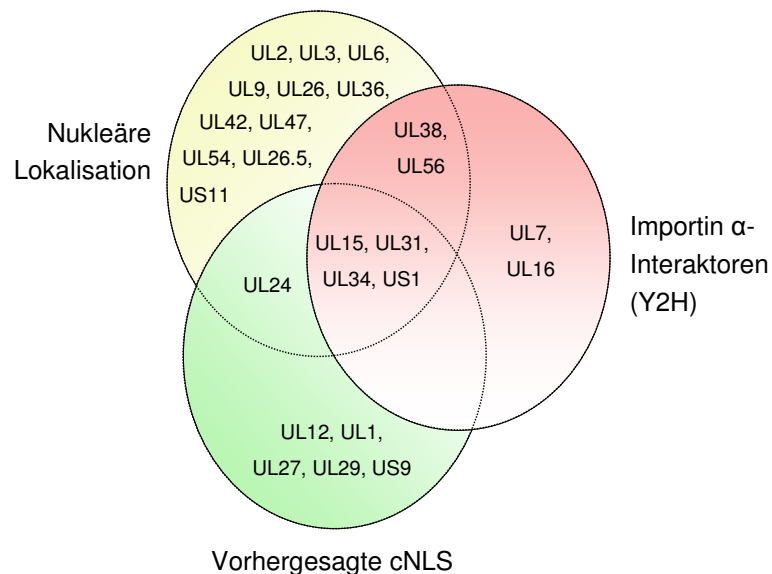 UL2, UL3, UL6,
UL9, UL26, UL36,
UL42, UL47,
UL54, UL26.5,
US11
Nukleäre
Lokalisation
UL38,
UL56
UL7,
UL16
Importin α-
Interaktoren
(Y2H)
UL15, UL31,
UL34, US1
UL24
UL12, UL1,
UL27, UL29, US9
Vorhergesagte cNLS